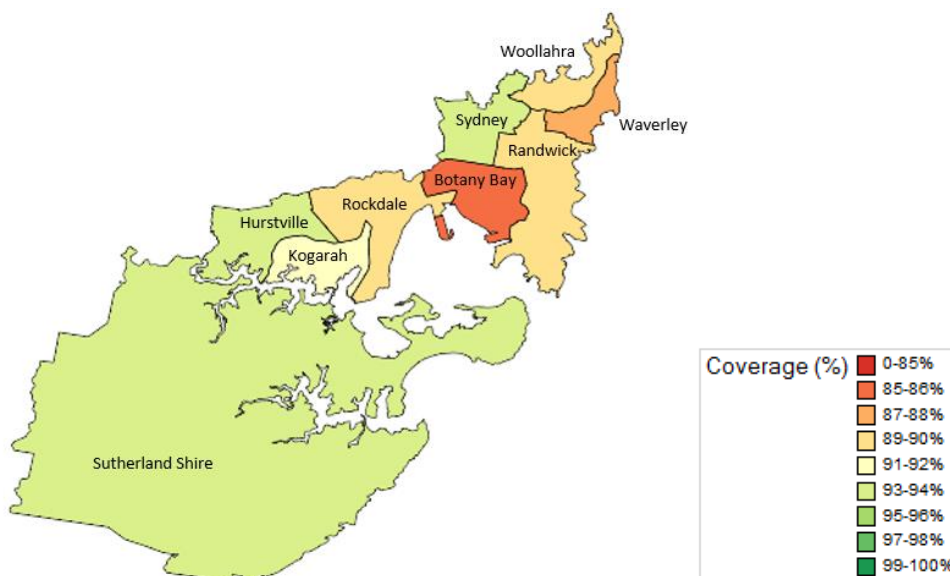 Woollahra
Sydney
Waverley
Randwick
Botany Bay
Rockdale
Hurstville
Kogarah
Sutherland Shire
Coverage (%)
0-85%
85-86%
87-88%
89-90%
91-92%
93-94%
95-96%
97-98%
99-100%